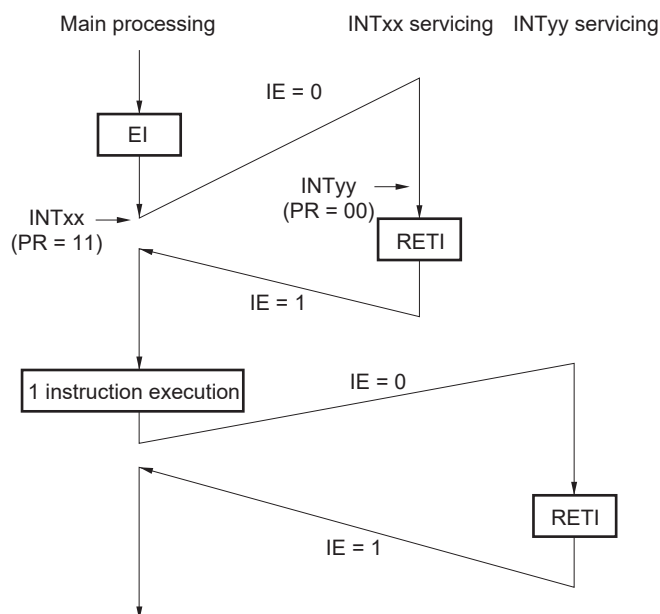 Main processing
INTxx servicing
INTyy servicing
IE = 0
EI
INTyy
(PR = 00)
INTxx
(PR = 11)
RETI
IE = 1
1 instruction execution
IE = 0
RETI
IE = 1